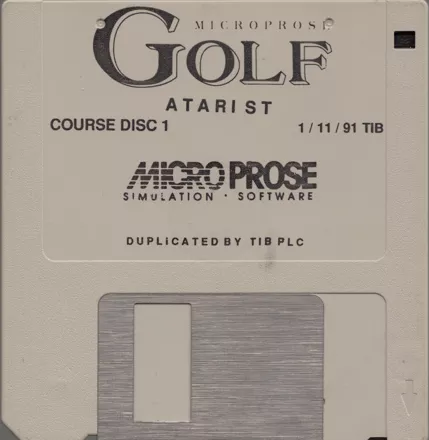 MICROPROSE
GOLF
ATARI ST
COURSE DISC 1 1/11/91 TIB
MICROPROSE
SIMULATION · SOFTWARE
DUPLICATED BY TIB PLC